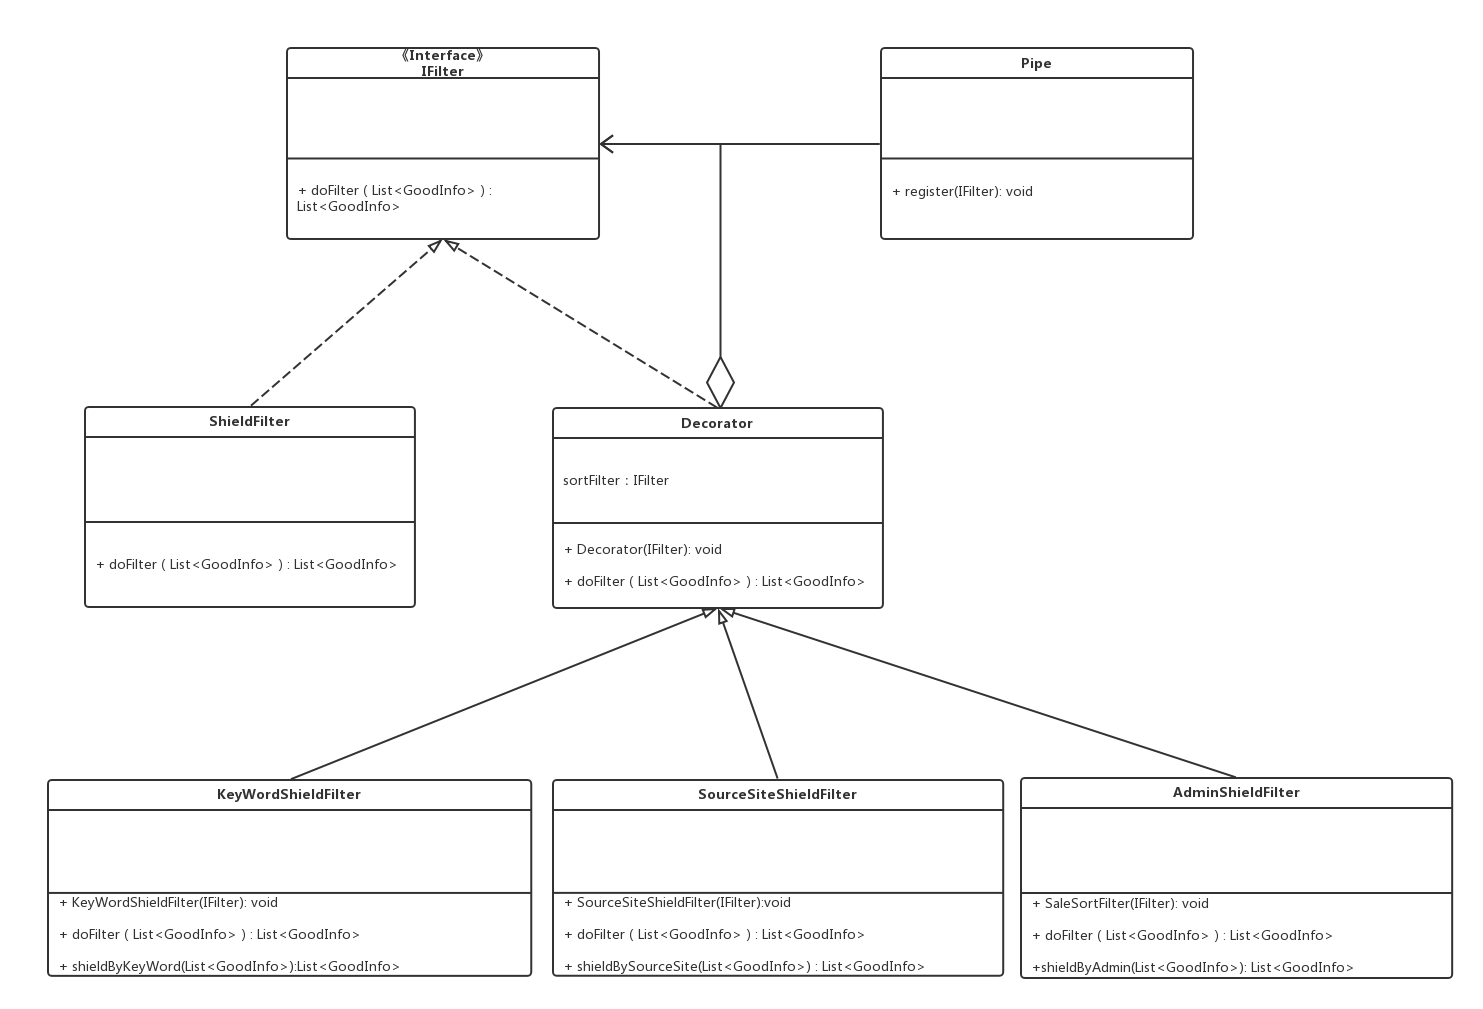 《Interface》
IFilter
+ doFilter ( List<GoodInfo> ) :
List<GoodInfo>
Pipe
+ register(IFilter): void
ShieldFilter
+ doFilter ( List<GoodInfo> ) : List<GoodInfo>
Decorator
sortFilter : IFilter
+ Decorator(IFilter): void
+ doFilter ( List<GoodInfo> ) : List<GoodInfo>
KeyWordShieldFilter
+ KeyWordShieldFilter(IFilter): void
+ doFilter ( List<GoodInfo> ) : List<GoodInfo>
+ shieldByKeyWord(List<GoodInfo>):List<GoodInfo>
SourceSiteShieldFilter
+ SourceSiteShieldFilter(IFilter):void
+ doFilter ( List<GoodInfo> ) : List<GoodInfo>
+ shieldBySourceSite(List<GoodInfo>) : List<GoodInfo>
AdminShieldFilter
+ SaleSortFilter(IFilter): void
+ doFilter ( List<GoodInfo> ) : List<GoodInfo>
+shieldByAdmin(List<GoodInfo>): List<GoodInfo>